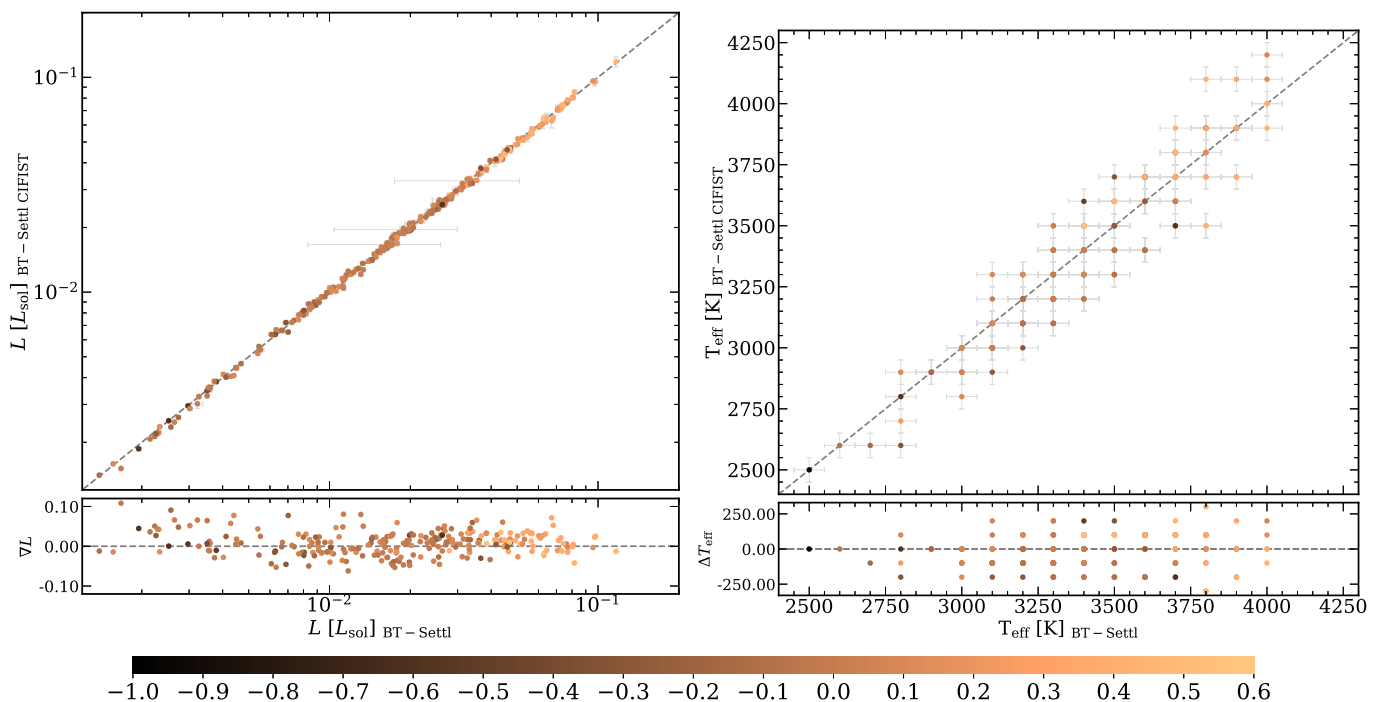 10⁻¹
10⁻²
L [L_sol] BT − Settl CIFIST
0.10
0.00
-0.10
∇L
10⁻² 10⁻¹
L [L_sol] BT − Settl
4250
4000
3750
3500
3250
3000
2750
2500
T_eff [K] BT − Settl CIFIST
250.00
0.00
-250.00
ΔT_eff
2500 2750 3000 3250 3500 3750 4000 4250
T_eff [K] BT − Settl
−1.0 −0.9 −0.8 −0.7 −0.6 −0.5 −0.4 −0.3 −0.2 −0.1 0.0 0.1 0.2 0.3 0.4 0.5 0.6